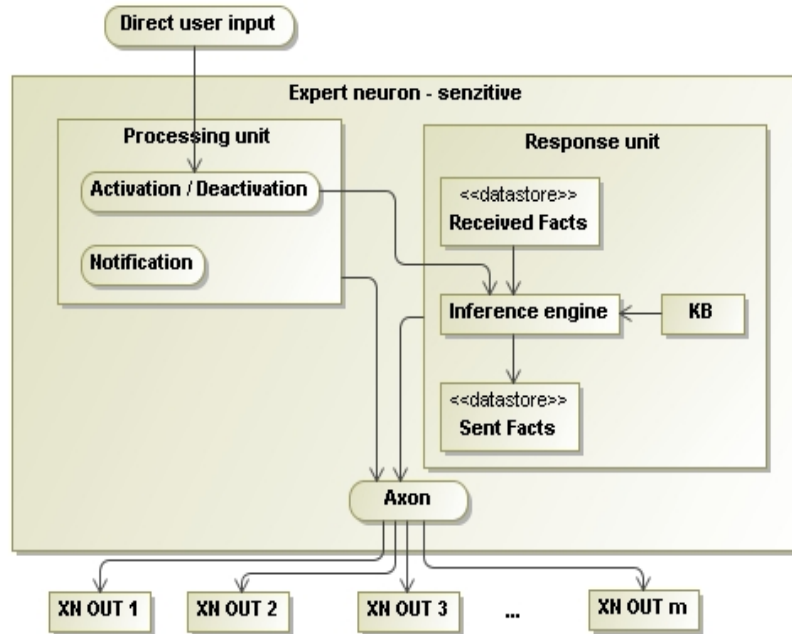 Direct user input
Expert neuron - senzitive
Processing unit
Activation / Deactivation
Notification
Response unit
<<datastore>>
Received Facts
Inference engine
KB
<<datastore>>
Sent Facts
Axon
XN OUT 1
XN OUT 2
XN OUT 3
...
XN OUT m